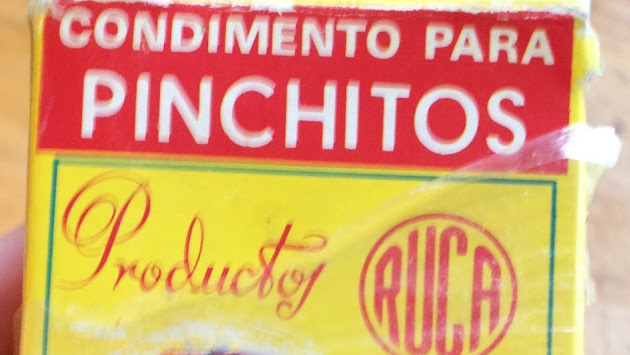 CONDIMENTO PARA
PINCHITOS
Productos
RUCA